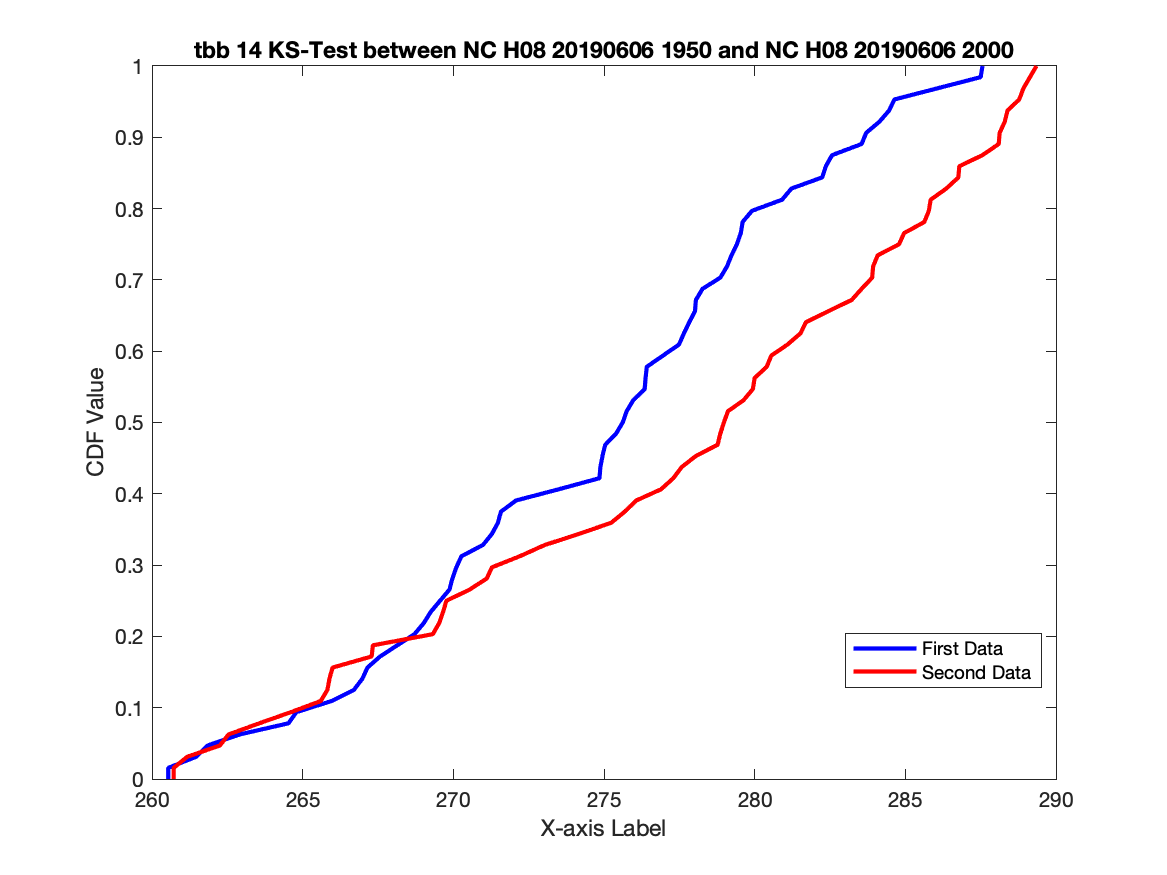 tbb 14 KS-Test between NC H08 20190606 1950 and NC H08 20190606 2000
1
0.9
0.8
0.7
0.6
0.5
0.4
0.3
0.2
0.1
0
CDF Value
First Data
Second Data
260 265 270 275 280 285 290
X-axis Label